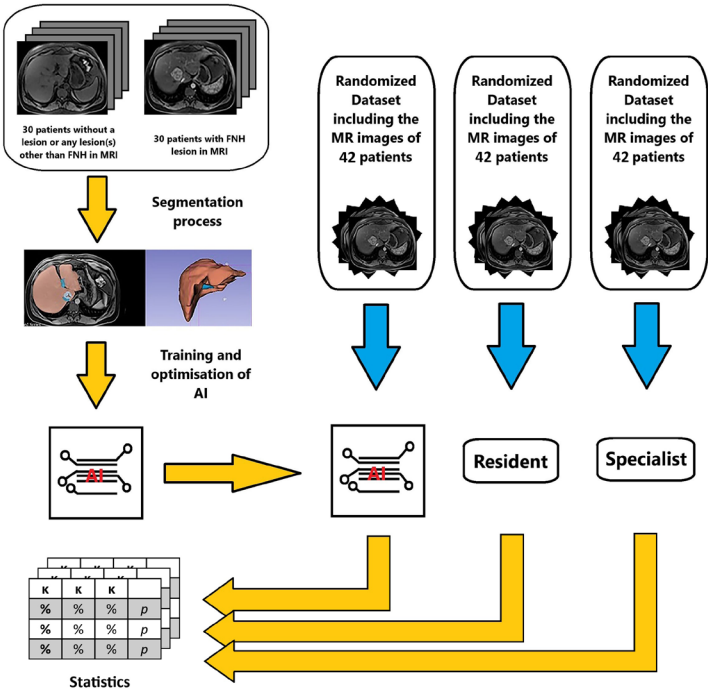 30 patients without a
lesion or any lesion(s)
other than FNH in MRI
30 patients with FNH
lesion in MRI
Segmentation
process
Training and
optimisation of
AI
AI
Randomized
Dataset
including the
MR images of
42 patients
Randomized
Dataset
including the
MR images of
42 patients
Randomized
Dataset
including the
MR images of
42 patients
AI
Resident
Specialist
K K K
K K K
K K K
% % % p
% % % p
% % % p
Statistics